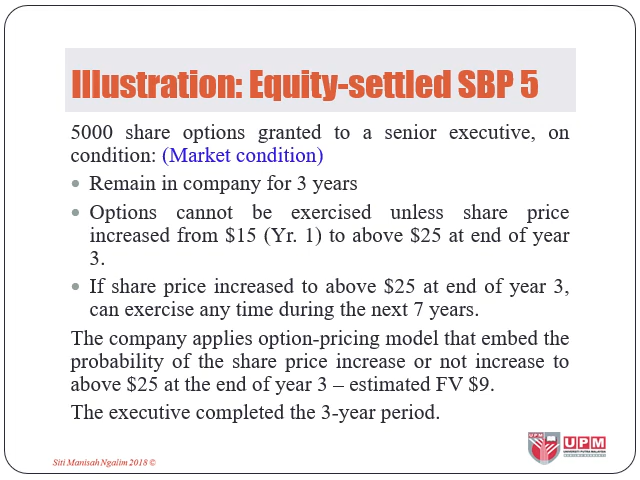 Illustration: Equity-settled SBP 5
5000 share options granted to a senior executive, on
condition: (Market condition)
• Remain in company for 3 years
• Options cannot be exercised unless share price
increased from $15 (Yr. 1) to above $25 at end of year
3.
• If share price increased to above $25 at end of year 3,
can exercise any time during the next 7 years.
The company applies option-pricing model that embed the
probability of the share price increase or not increase to
above $25 at the end of year 3 – estimated FV $9.
The executive completed the 3-year period.
UPM
UPM
Siti Manisah Ngalim 2018 ©